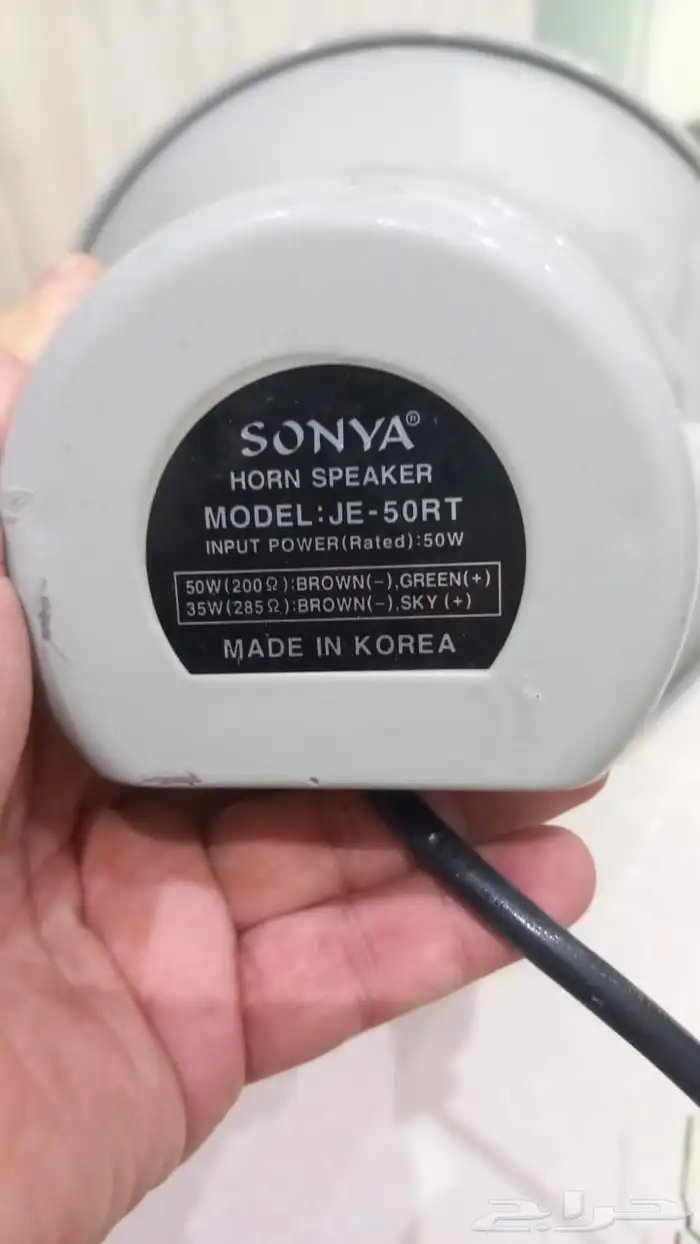 SONYA®
HORN SPEAKER
MODEL:JE-50RT
INPUT POWER(Rated):50W
50W(200Ω):BROWN(-),GREEN(+)
35W(285Ω):BROWN(-),SKY(+)
MADE IN KOREA
حراج